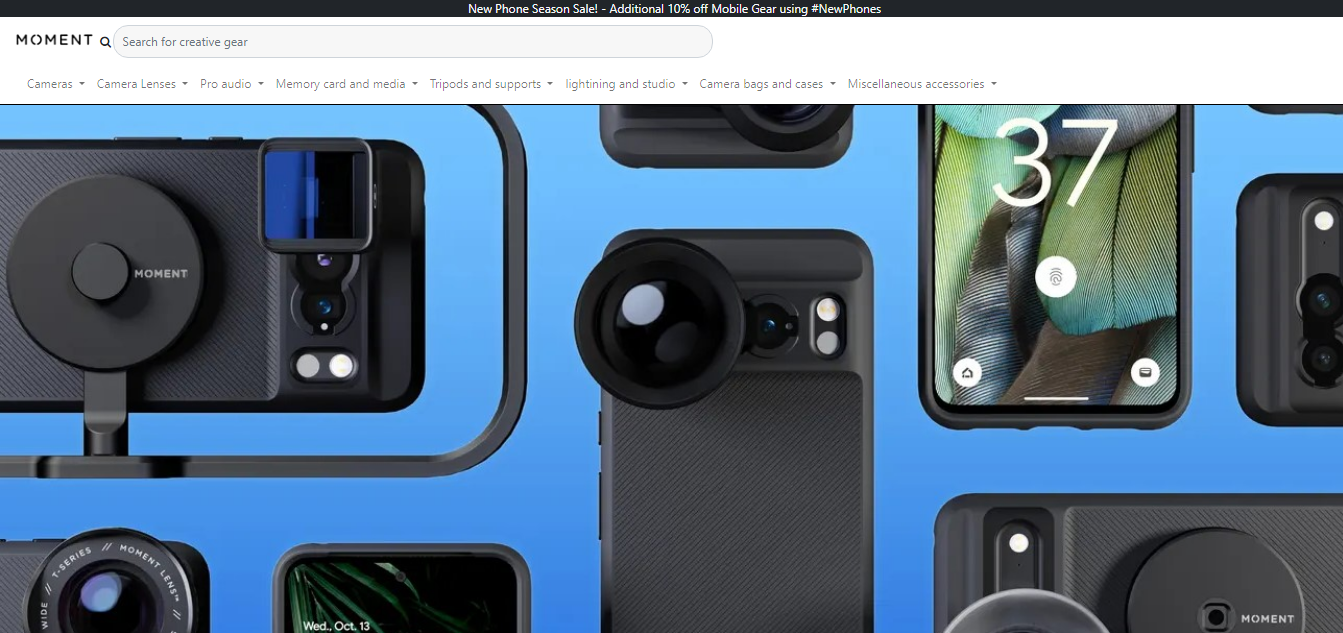 New Phone Season Sale! - Additional 10% off Mobile Gear using #NewPhones
MOMENT
Search for creative gear
Cameras
Camera Lenses
Pro audio
Memory card and media
Tripods and supports
lightining and studio
Camera bags and cases
Miscellaneous accessories
37
MOMENT
WIDE // T-SERIES // MOMENT LENS™ //
Wed., Oct. 13
MOMENT